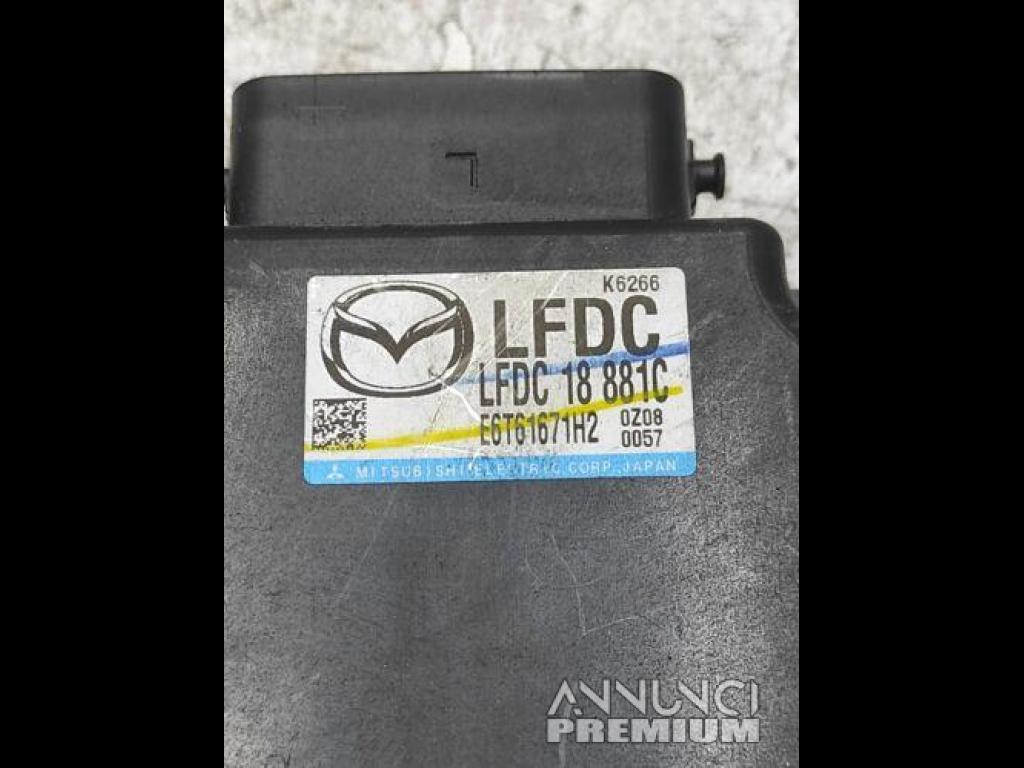 L
K6266
LFDC
LFDC 18 881C
E6T61671H2
0Z08
0057
MITSUBISHI ELECTRIC CORP. JAPAN
ANNUNCI
PREMIUM